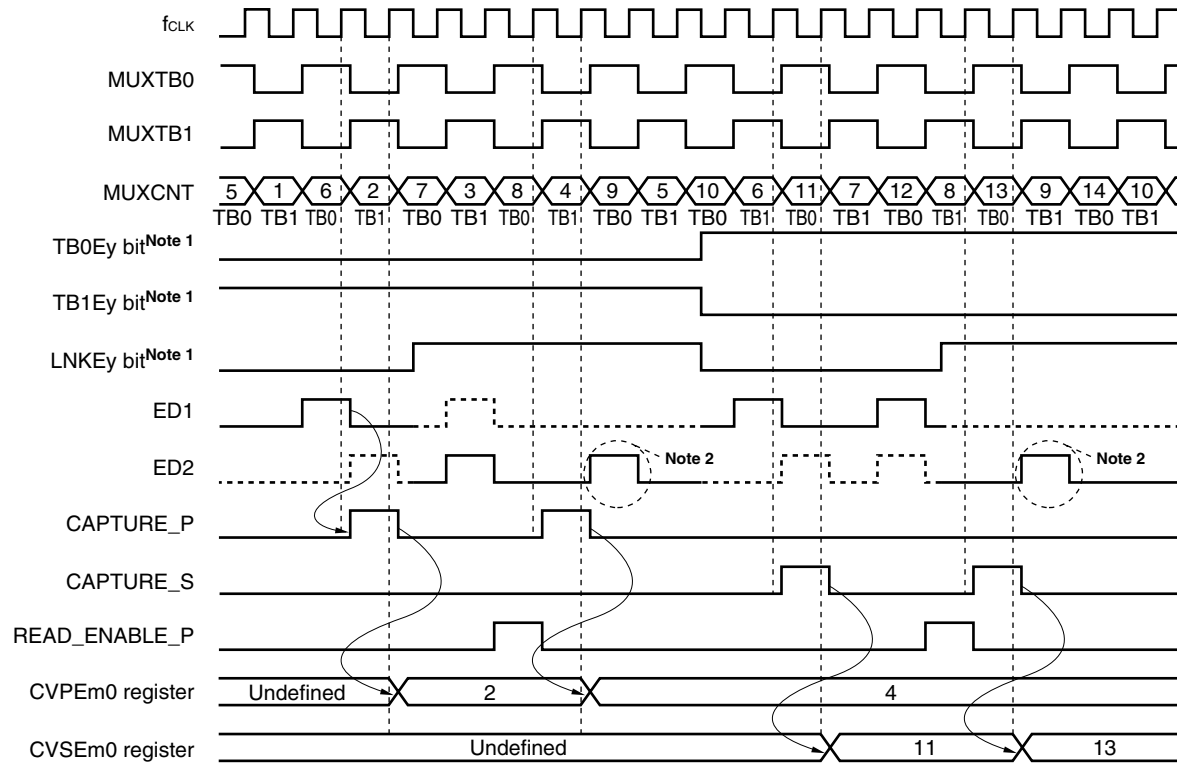 fCLK
MUXTB0
MUXTB1
MUXCNT 5 1 6 2 7 3 8 4 9 5 10 6 11 7 12 8 13 9 14 10
TB0 TB1 TB0 TB1 TB0 TB1 TB0 TB1 TB0 TB1 TB0 TB1 TB0 TB1 TB0 TB1 TB0 TB1 TB0 TB1
TB0Ey bitNote 1
TB1Ey bitNote 1
LNKEy bitNote 1
ED1
ED2 Note 2 Note 2
CAPTURE_P
CAPTURE_S
READ_ENABLE_P
CVPEm0 register Undefined 2 4
CVSEm0 register Undefined 11 13